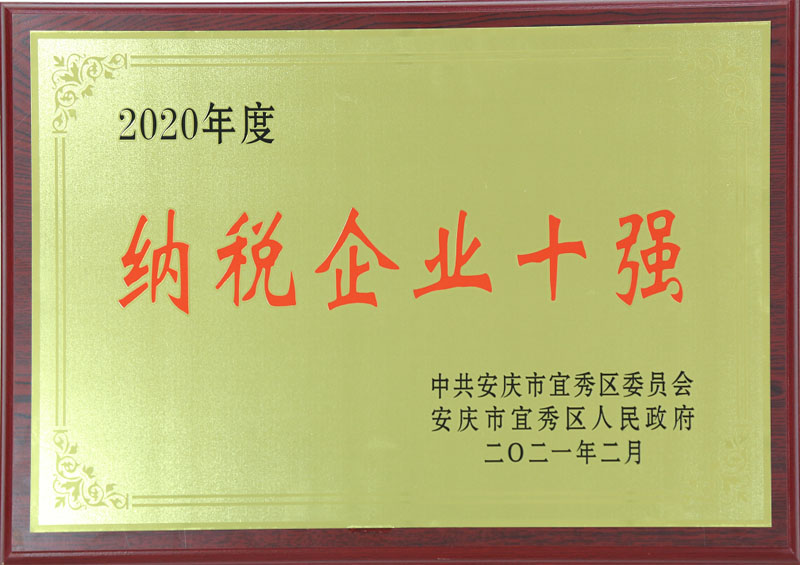 2020年度
纳税企业十强
中共安庆市宜秀区委员会
安庆市宜秀区人民政府
二〇二一年二月